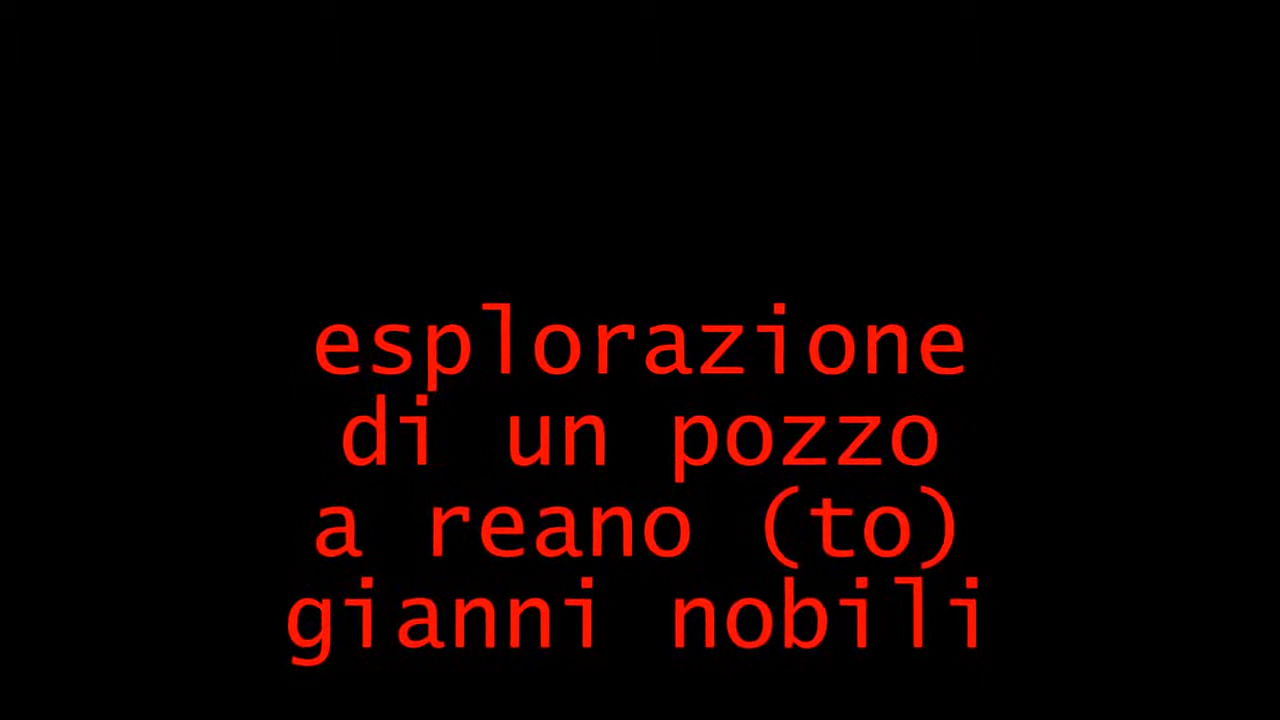 esplorazione
di un pozzo
a reano (to)
gianni nobili